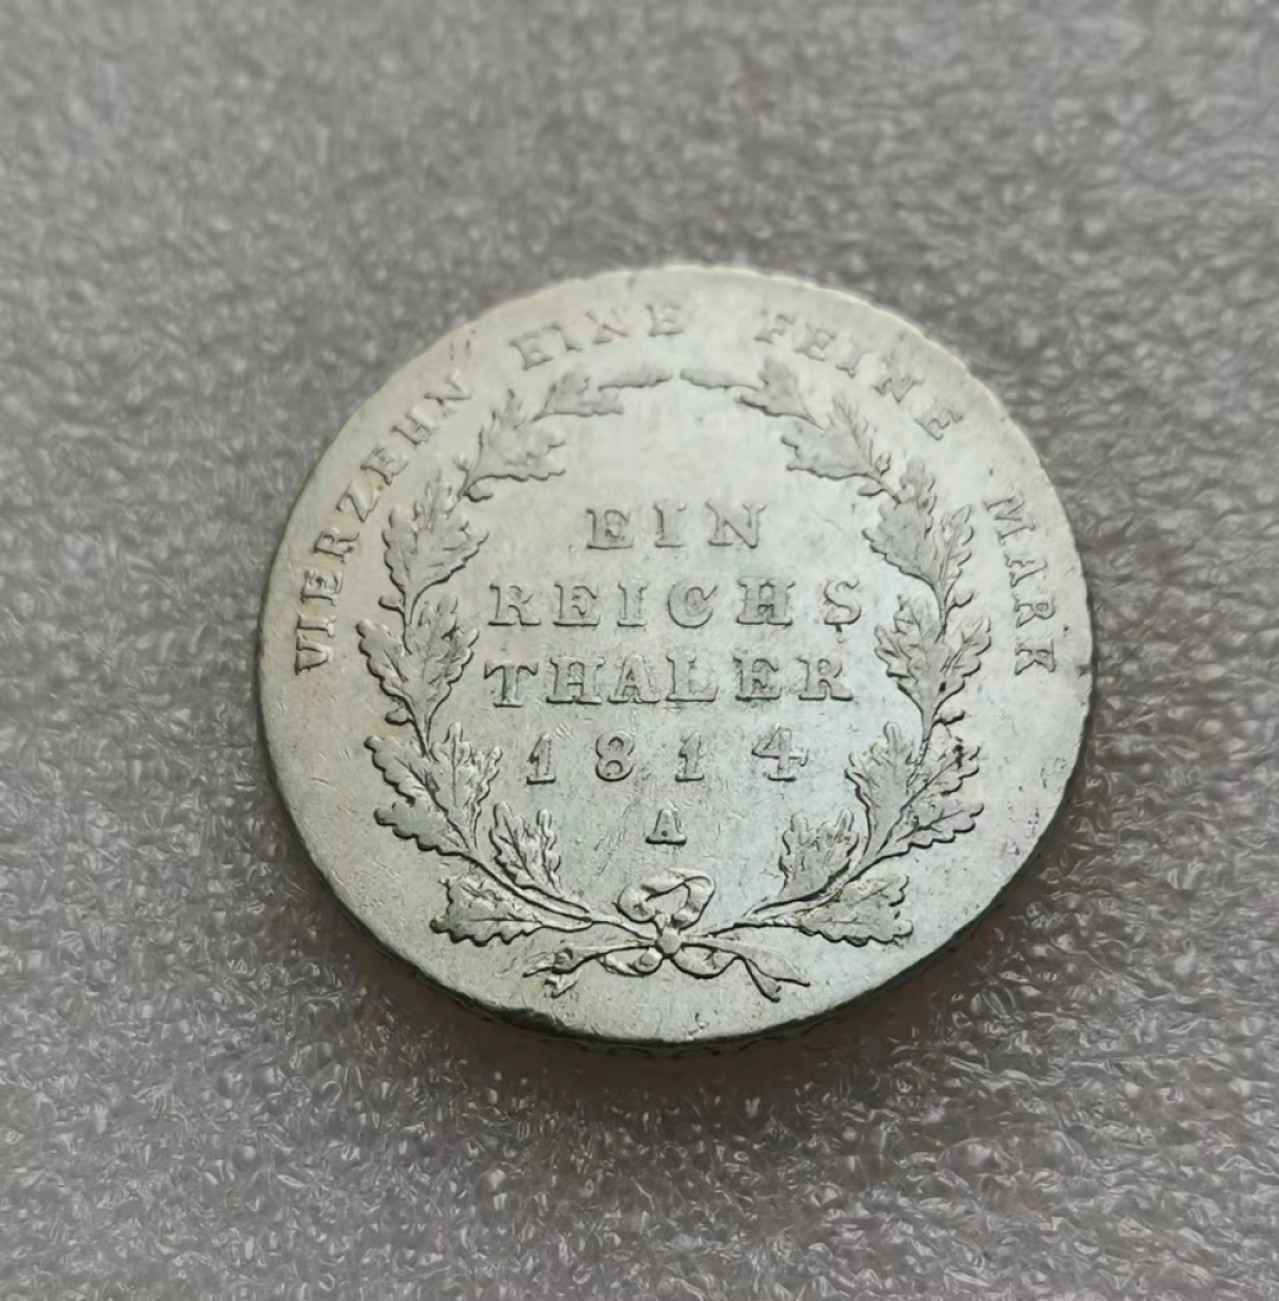 VIERZEHN EINE FEINE MARK
EIN
REICHS
THALER
1814
A